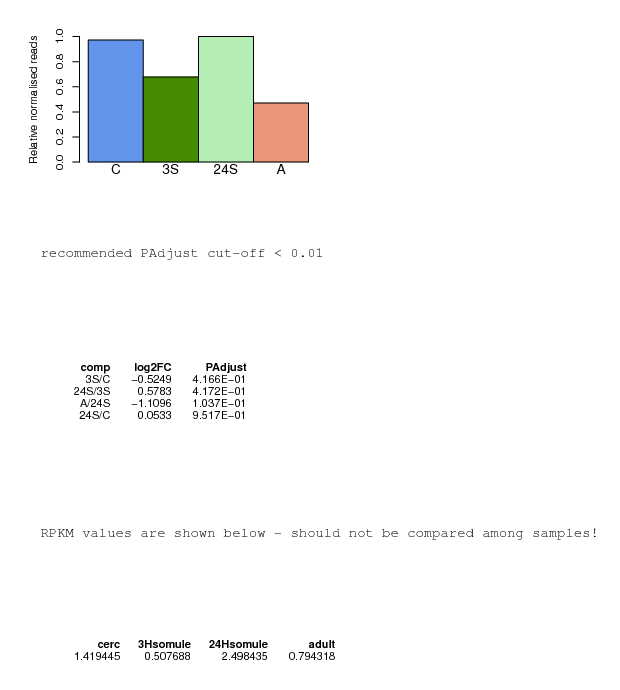 Relative normalised reads
1.0
0.8
0.6
0.4
0.2
0.0
C 3S 24S A
recommended PAdjust cut-off < 0.01
comp log2FC PAdjust
3S/C −0.5249 4.166E−01
24S/3S 0.5783 4.172E−01
A/24S −1.1096 1.037E−01
24S/C 0.0533 9.517E−01
RPKM values are shown below - should not be compared among samples!
cerc 3Hsomule 24Hsomule adult
1.419445 0.507688 2.498435 0.794318